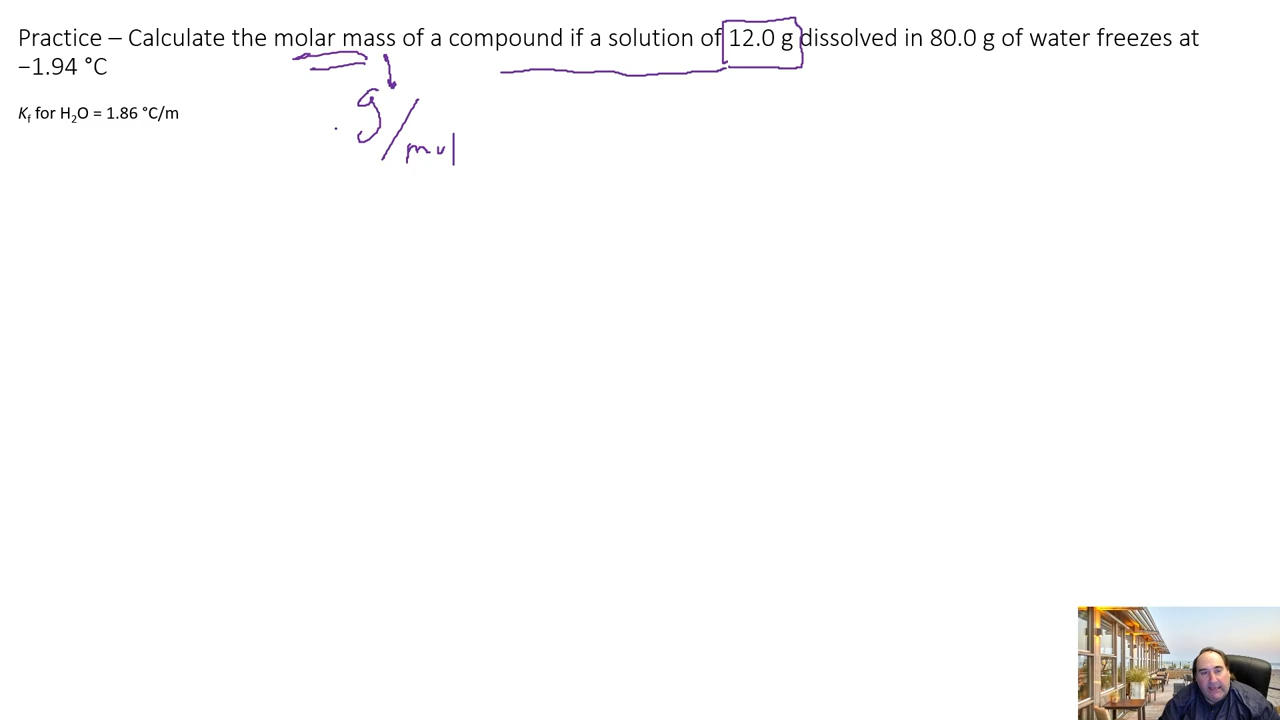 Practice – Calculate the molar mass of a compound if a solution of 12.0 g dissolved in 80.0 g of water freezes at
−1.94 °C
Kf for H₂O = 1.86 °C/m
g/mol